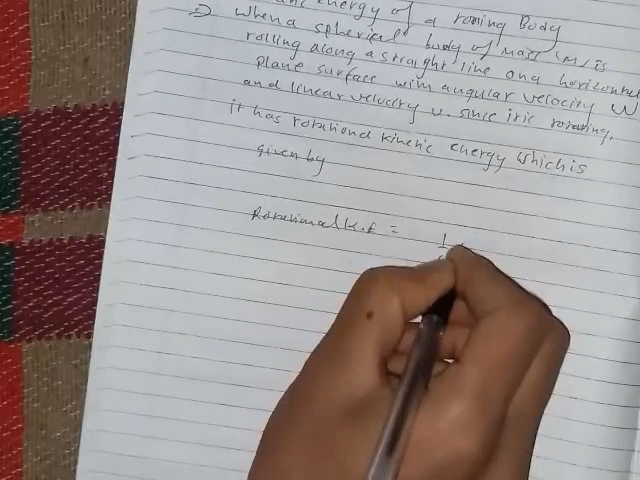 energy of a rolling Body
=> when a spherical body of mass (M) is
rolling along a straight line on a horizontal
plane surface with angular velocity W
and linear velocity v. since it is rotating.
it has rotational kinetic energy which is
given by
Rotational K.E = 1